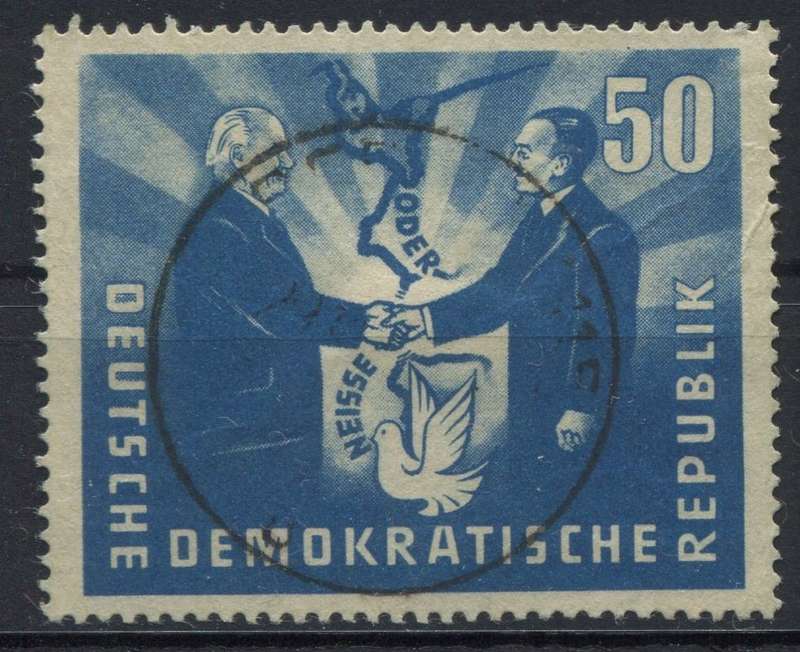 50
ODER-
NEISSE
DEUTSCHE
DEMOKRATISCHE
REPUBLIK